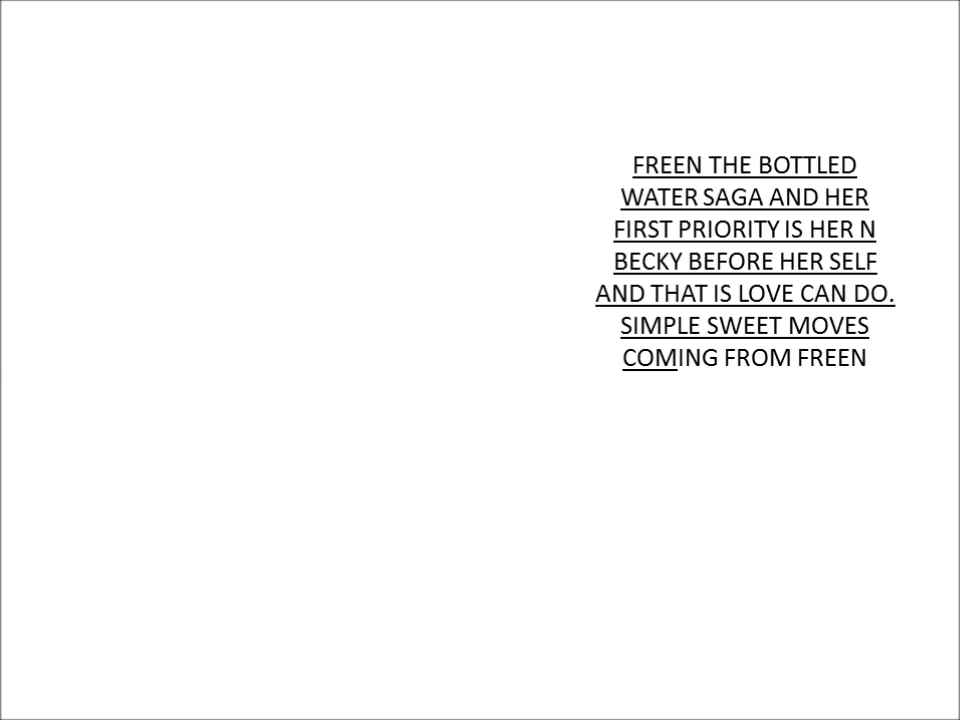 FREEN THE BOTTLED
WATER SAGA AND HER
FIRST PRIORITY IS HER N
BECKY BEFORE HER SELF
AND THAT IS LOVE CAN DO.
SIMPLE SWEET MOVES
COMING FROM FREEN